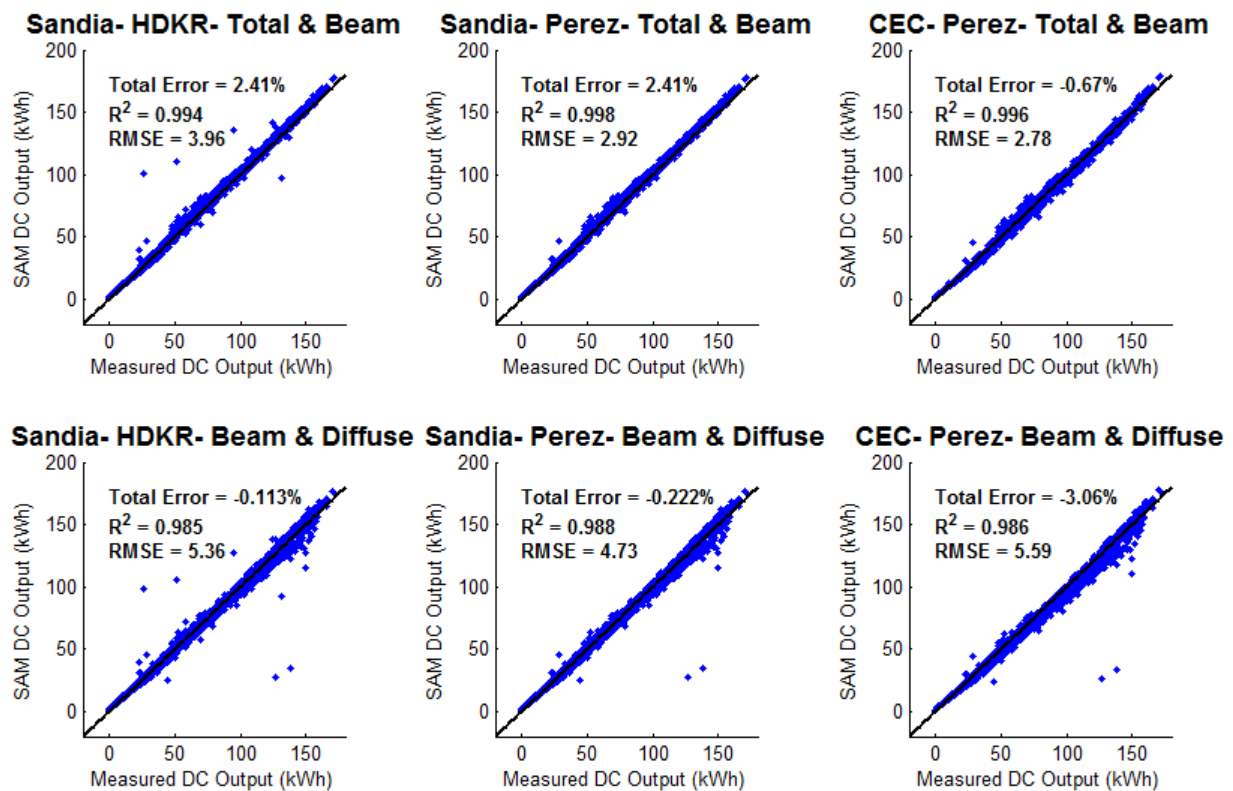 Sandia- HDKR- Total & Beam
200
150
100
50
0
SAM DC Output (kWh)
Total Error = 2.41%
R² = 0.994
RMSE = 3.96
0 50 100 150
Measured DC Output (kWh)
Sandia- Perez- Total & Beam
200
150
100
50
0
SAM DC Output (kWh)
Total Error = 2.41%
R² = 0.998
RMSE = 2.92
0 50 100 150
Measured DC Output (kWh)
CEC- Perez- Total & Beam
200
150
100
50
0
SAM DC Output (kWh)
Total Error = -0.67%
R² = 0.996
RMSE = 2.78
0 50 100 150
Measured DC Output (kWh)
Sandia- HDKR- Beam & Diffuse
200
150
100
50
0
SAM DC Output (kWh)
Total Error = -0.113%
R² = 0.985
RMSE = 5.36
0 50 100 150
Measured DC Output (kWh)
Sandia- Perez- Beam & Diffuse
200
150
100
50
0
SAM DC Output (kWh)
Total Error = -0.222%
R² = 0.988
RMSE = 4.73
0 50 100 150
Measured DC Output (kWh)
CEC- Perez- Beam & Diffuse
200
150
100
50
0
SAM DC Output (kWh)
Total Error = -3.06%
R² = 0.986
RMSE = 5.59
0 50 100 150
Measured DC Output (kWh)